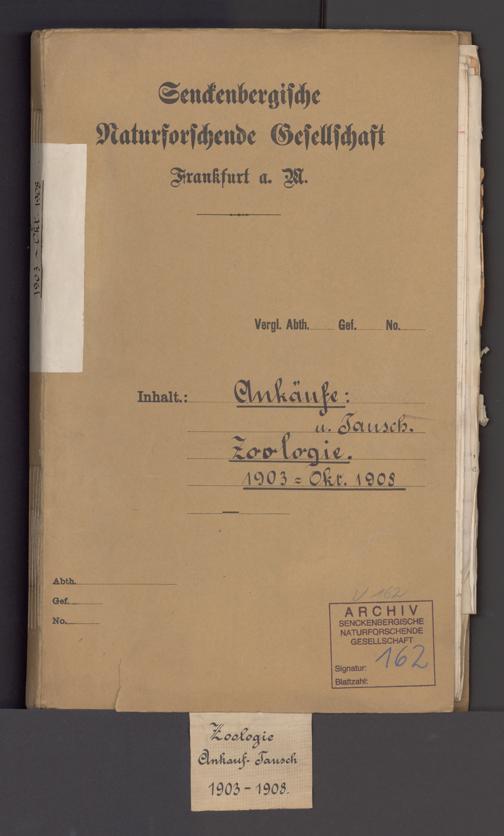 Senckenbergische
Naturforschende Gesellschaft
Frankfurt a. M.
1903 - Okt. 1908
Vergl. Abth. Gef. No.
Inhalt.: Ankäufe:
u. Tausch.
Zoologie.
1903 = Okt. 1908
Abth.
Gef.
No.
V 162
ARCHIV
SENCKENBERGISCHE
NATURFORSCHENDE
GESELLSCHAFT
Signatur: 162
Blattzahl:
Zoologie
Ankauf- Tausch
1903 - 1908.